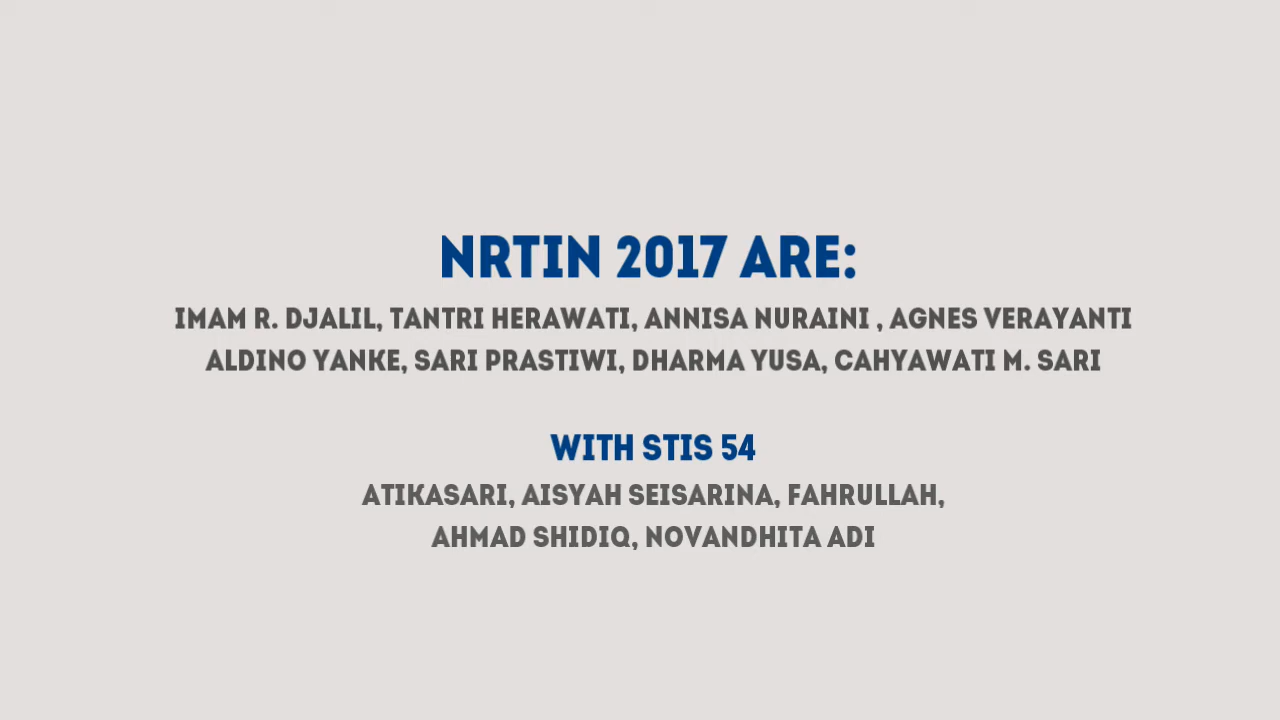 NRTIN 2017 ARE:
IMAM R. DJALIL, TANTRI HERAWATI, ANNISA NURAINI , AGNES VERAYANTI
ALDINO YANKE, SARI PRASTIWI, DHARMA YUSA, CAHYAWATI M. SARI
WITH STIS 54
ATIKASARI, AISYAH SEISARINA, FAHRULLAH,
AHMAD SHIDIQ, NOVANDHITA ADI